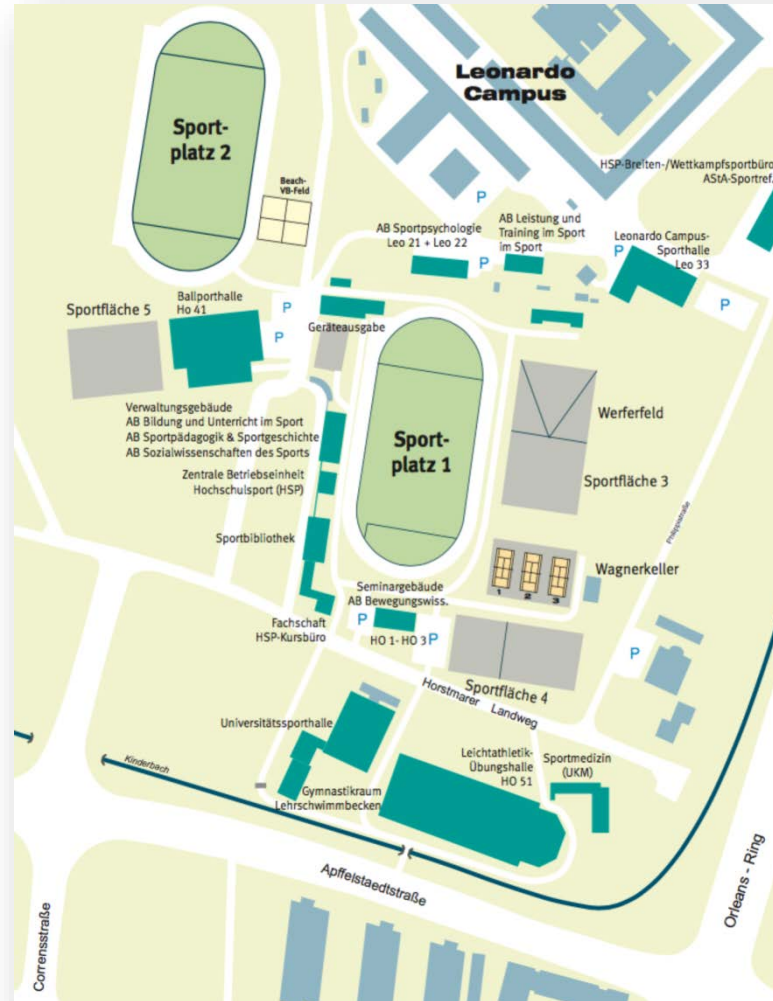 Leonardo
Campus
Sport-
platz 2
Beach-
VB-Feld
HSP-Breiten-/Wettkampfsportbüro
AStA-Sportref.
P
AB Sportpsychologie
Leo 21 + Leo 22
AB Leistung und
Training im Sport
im Sport
Leonardo Campus-
Sporthalle
Leo 33
P
P
P
Sportfläche 5
Ballporthalle
Ho 41
P
P
Geräteausgabe
Verwaltungsgebäude
AB Bildung und Unterricht im Sport
AB Sportpädagogik & Sportgeschichte
AB Sozialwissenschaften des Sports
Sport-
platz 1
Werferfeld
Sportfläche 3
Zentrale Betriebseinheit
Hochschulsport (HSP)
Philippistraße
Sportbibliothek
1
2
3
Wagnerkeller
Seminargebäude
AB Bewegungswiss.
Fachschaft
HSP-Kursbüro
P
HO 1- HO 3
P
P
Sportfläche 4
Horstmarer Landweg
Universitätssporthalle
Leichtathletik-
Übungshalle
HO 51
Sportmedizin
(UKM)
Kinderbach
Gymnastikraum
Lehrschwimmbecken
Apffelstaedtstraße
Orleans - Ring
Corrensstraße